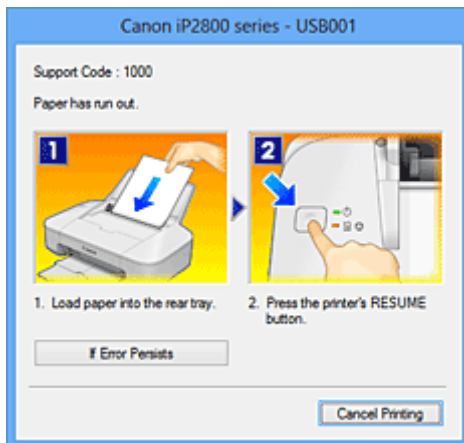 Canon iP2800 series - USB001
Support Code : 1000
Paper has run out.
1
2
1. Load paper into the rear tray.
2. Press the printer's RESUME
button.
If Error Persists
Cancel Printing